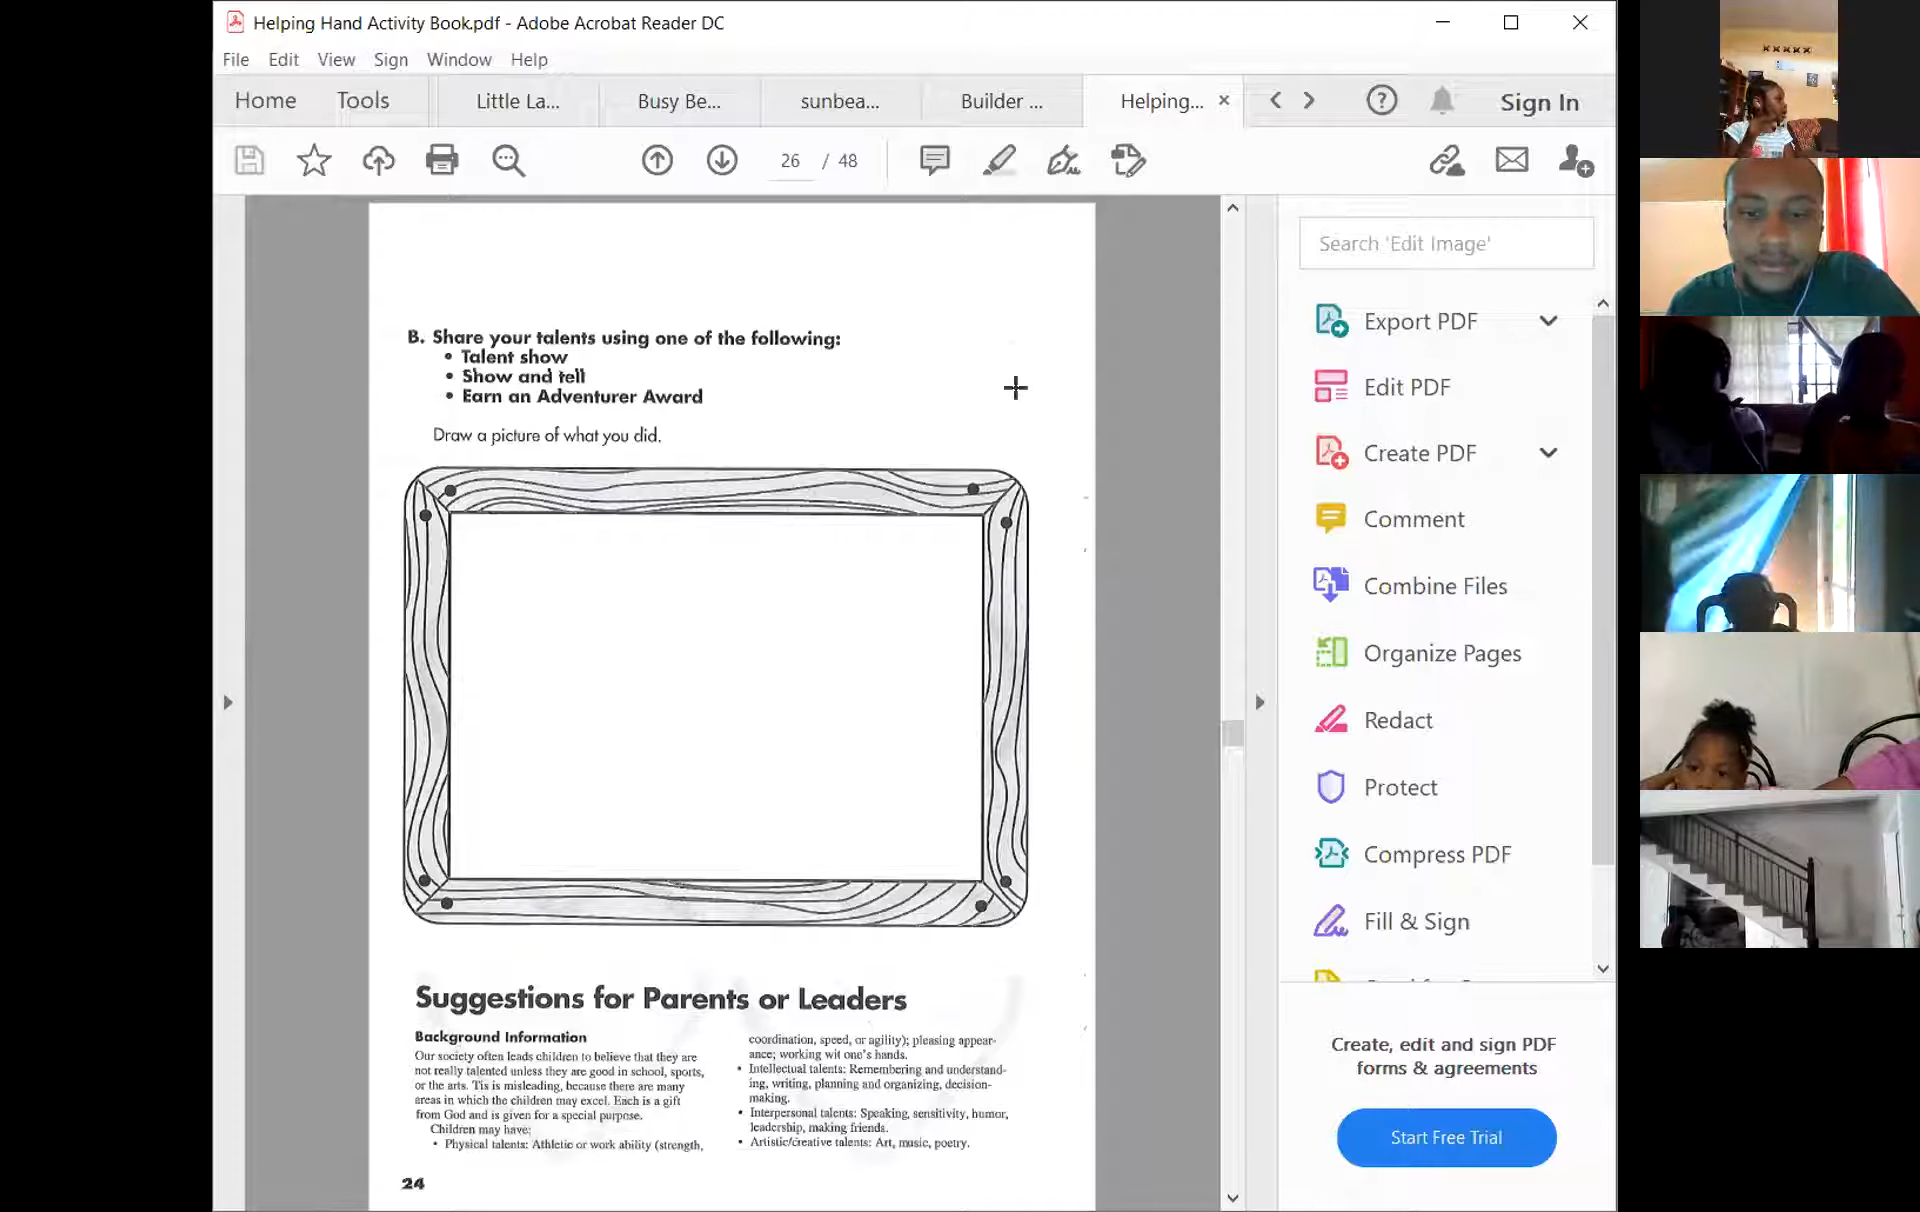 Helping Hand Activity Book.pdf - Adobe Acrobat Reader DC
File Edit View Sign Window Help
Home Tools Little La... Busy Be... sunbea... Builder ... Helping... Sign In
26 / 48
B. Share your talents using one of the following:
• Talent show
• Show and tell
• Earn an Adventurer Award
Draw a picture of what you did.
Suggestions for Parents or Leaders
Background Information
Our society often leads children to believe that they are
not really talented unless they are good in school, sports,
or the arts. Tis is misleading, because there are many
areas in which the children may excel. Each is a gift
from God and is given for a special purpose.
Children may have:
• Physical talents: Athletic or work ability (strength,
coordination, speed, or agility); pleasing appear-
ance; working wit one's hands.
• Intellectual talents: Remembering and understand-
ing, writing, planning and organizing, decision-
making.
• Interpersonal talents: Speaking, sensitivity, humor,
leadership, making friends.
• Artistic/creative talents: Art, music, poetry.
24
Search 'Edit Image'
Export PDF
Edit PDF
Create PDF
Comment
Combine Files
Organize Pages
Redact
Protect
Compress PDF
Fill & Sign
Create, edit and sign PDF
forms & agreements
Start Free Trial